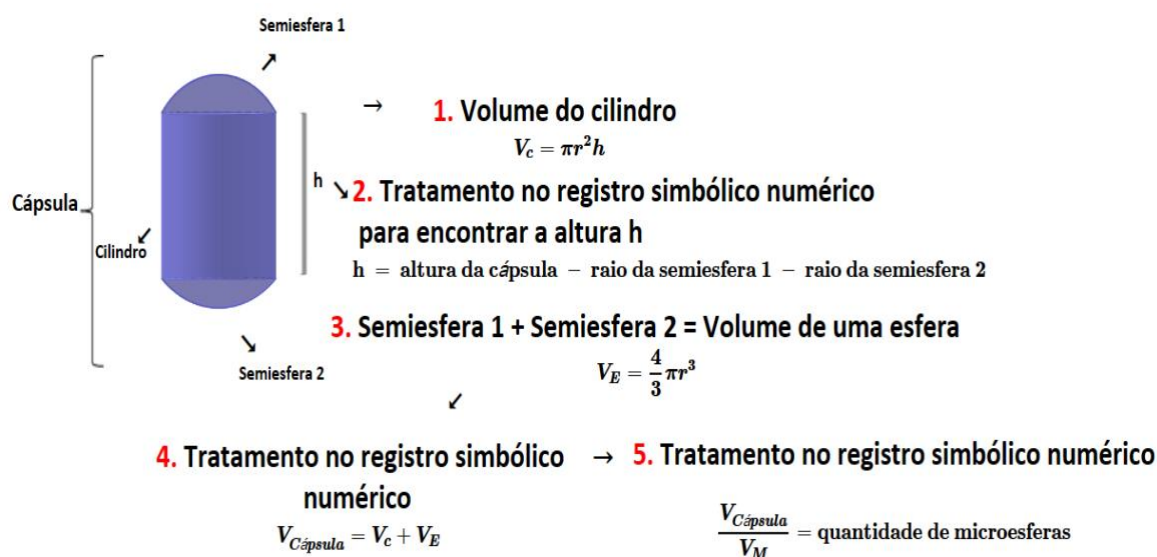 Semiesfera 1
→ 1. Volume do cilindro
V_c = πr²h
h
2. Tratamento no registro simbólico numérico
para encontrar a altura h
h = altura da cápsula − raio da semiesfera 1 − raio da semiesfera 2
Cápsula
Cilindro
3. Semiesfera 1 + Semiesfera 2 = Volume de uma esfera
V_E = 4/3 πr³
Semiesfera 2
4. Tratamento no registro simbólico
numérico
V_Cápsula = V_c + V_E
→ 5. Tratamento no registro simbólico numérico
V_Cápsula / V_M = quantidade de microesferas